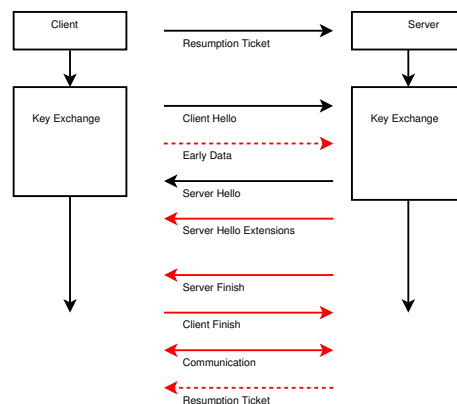 Client
Server
Resumption Ticket
Key Exchange
Key Exchange
Client Hello
Early Data
Server Hello
Server Hello Extensions
Server Finish
Client Finish
Communication
Resumption Ticket